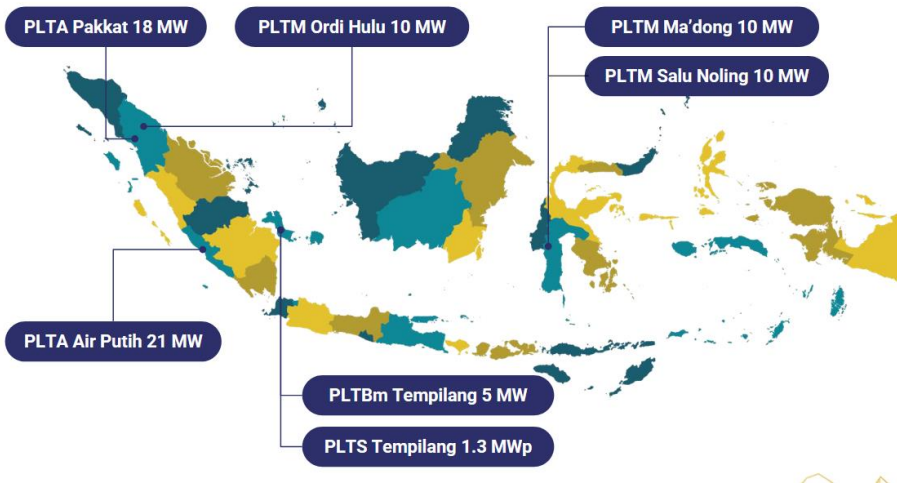 PLTA Pakkat 18 MW
PLTM Ordi Hulu 10 MW
PLTM Ma'dong 10 MW
PLTM Salu Noling 10 MW
PLTA Air Putih 21 MW
PLTBm Tempilang 5 MW
PLTS Tempilang 1.3 MWp